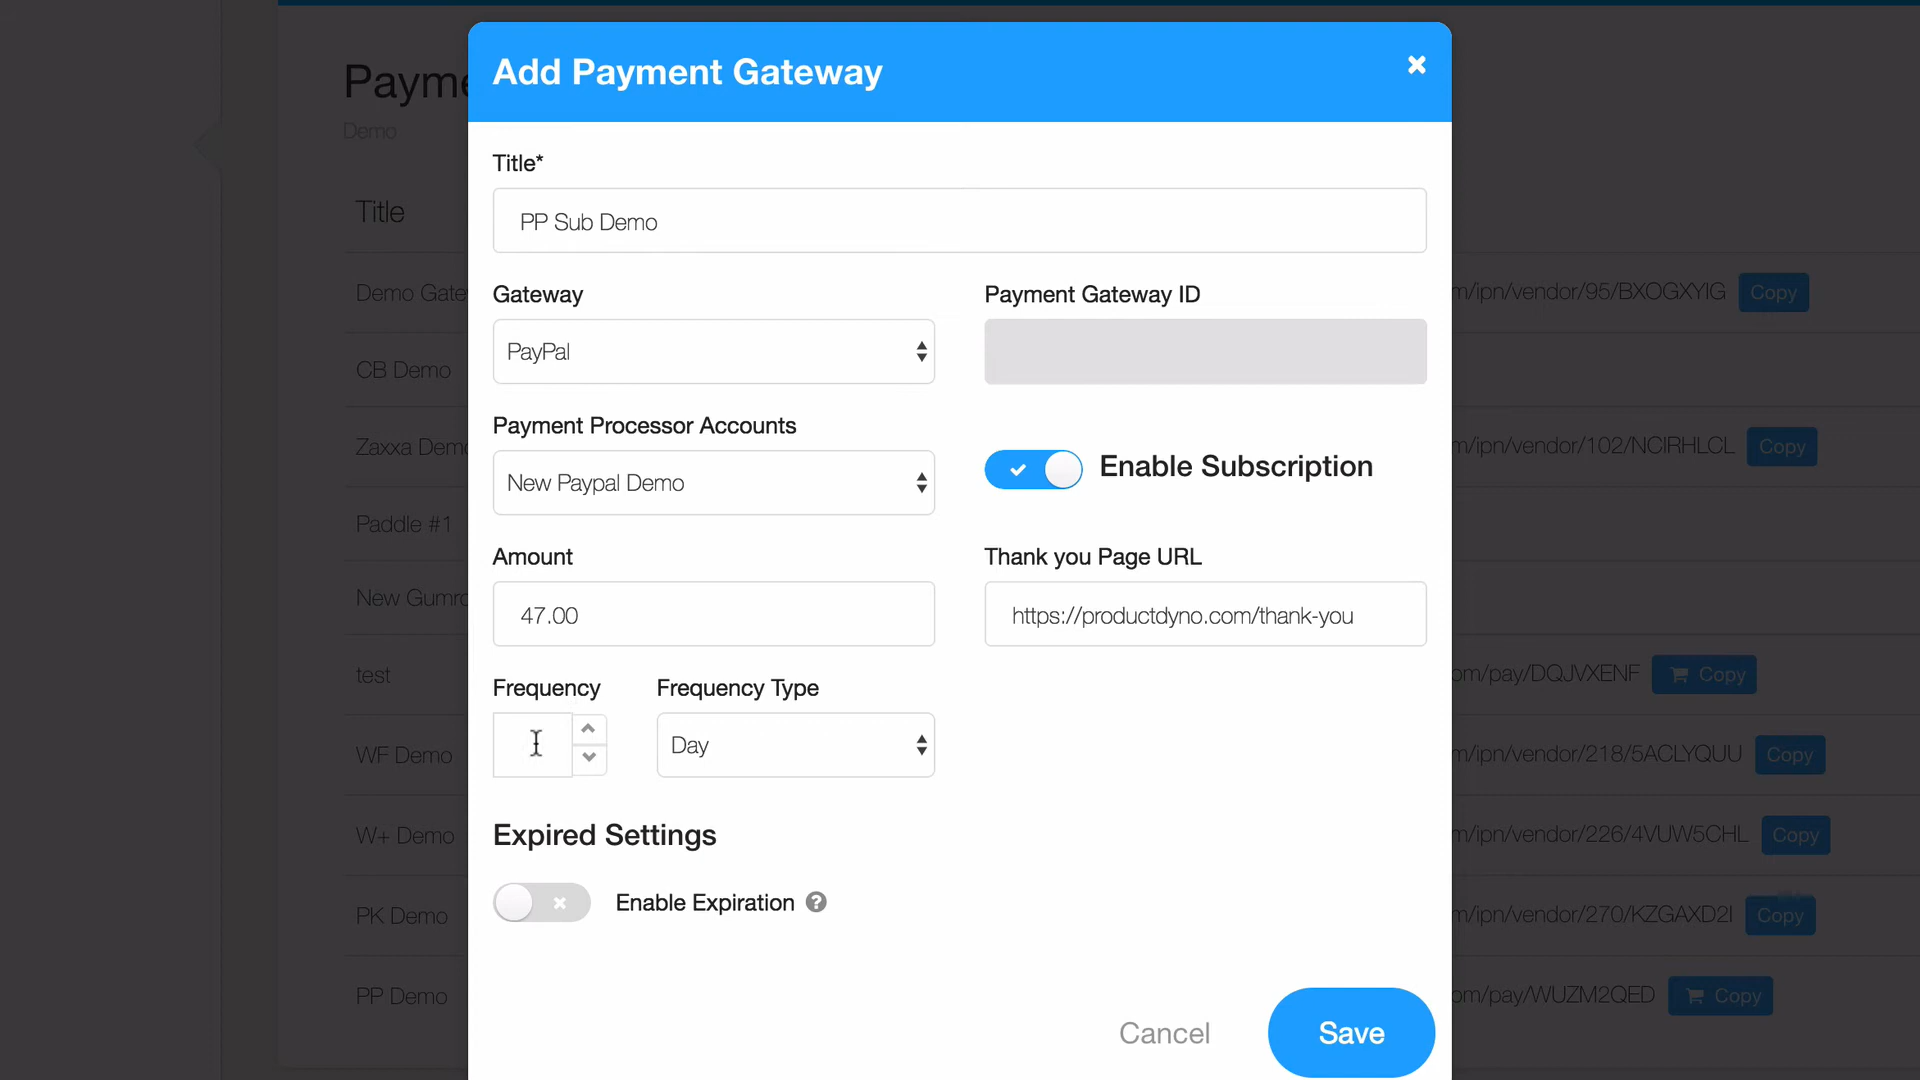 Add Payment Gateway
Payme
Demo
Title*
PP Sub Demo
Title
Gateway
Payment Gateway ID
Demo Gate
m/ipn/vendor/95/BXOGXYIG Copy
PayPal
CB Demo
Payment Processor Accounts
Zaxxa Demo
m/ipn/vendor/102/NCIRHLCL Copy
Enable Subscription
New Paypal Demo
Paddle #1
Amount
Thank you Page URL
New Gumro
47.00
https://productdyno.com/thank-you
test
om/pay/DQJVXENF Copy
Frequency
Frequency Type
Day
WF Demo
m/ipn/vendor/218/5ACLYQUU Copy
Expired Settings
W+ Demo
m/ipn/vendor/226/4VUW5CHL Copy
Enable Expiration ?
PK Demo
m/ipn/vendor/270/KZGAXD2I Copy
PP Demo
om/pay/WUZM2QED Copy
Cancel
Save